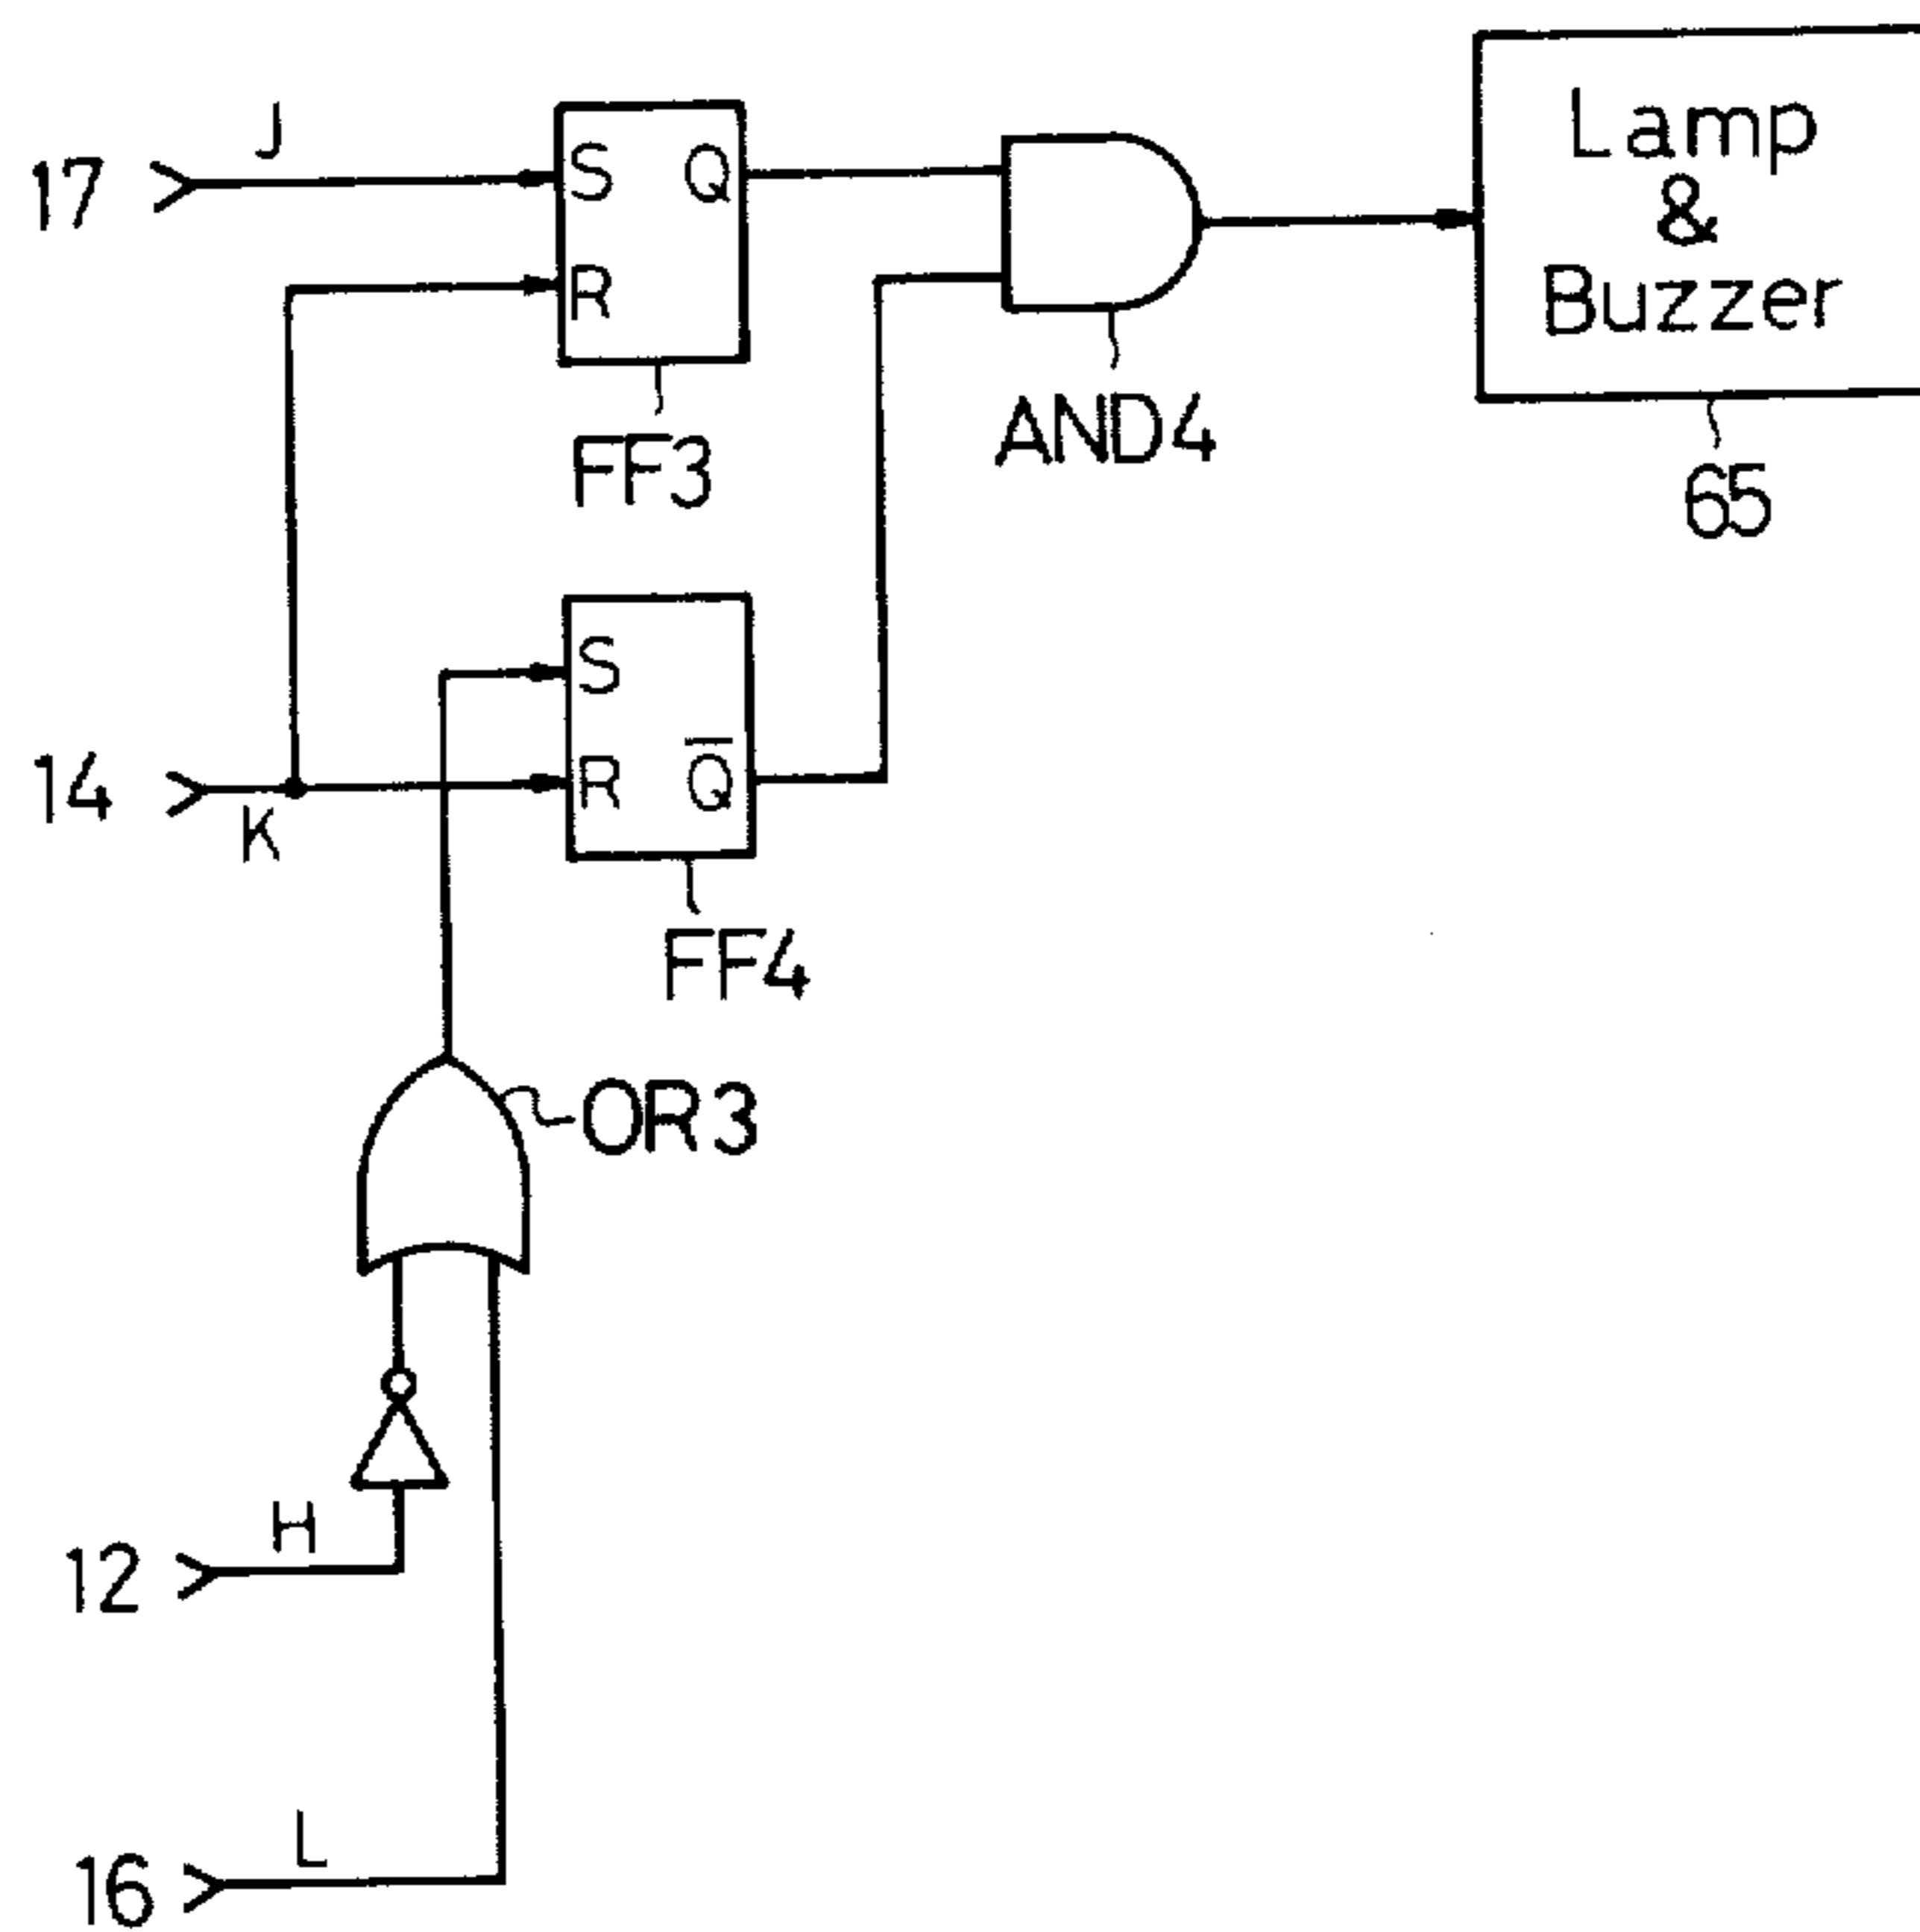 J
17
S
Q
R
FF3
AND4
Lamp
&
Buzzer
65
14
K
S
R
Q̅
FF4
OR3
H
12
L
16